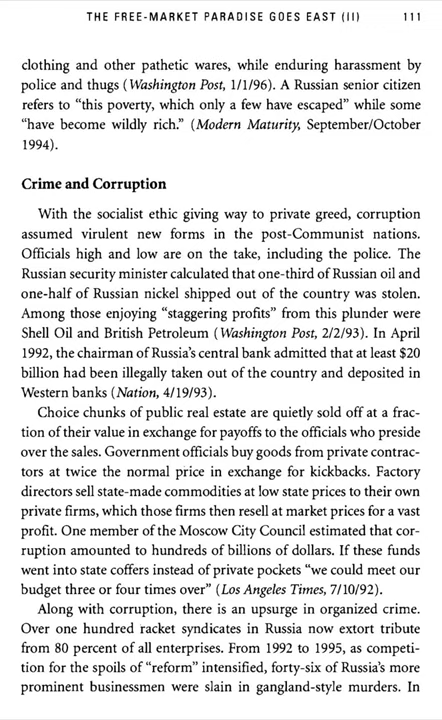 THE FREE-MARKET PARADISE GOES EAST (II) 111
clothing and other pathetic wares, while enduring harassment by
police and thugs (Washington Post, 1/1/96). A Russian senior citizen
refers to “this poverty, which only a few have escaped” while some
“have become wildly rich.” (Modern Maturity, September/October
1994).
Crime and Corruption
With the socialist ethic giving way to private greed, corruption
assumed virulent new forms in the post-Communist nations.
Officials high and low are on the take, including the police. The
Russian security minister calculated that one-third of Russian oil and
one-half of Russian nickel shipped out of the country was stolen.
Among those enjoying “staggering profits” from this plunder were
Shell Oil and British Petroleum (Washington Post, 2/2/93). In April
1992, the chairman of Russia’s central bank admitted that at least $20
billion had been illegally taken out of the country and deposited in
Western banks (Nation, 4/19/93).
Choice chunks of public real estate are quietly sold off at a frac-
tion of their value in exchange for payoffs to the officials who preside
over the sales. Government officials buy goods from private contrac-
tors at twice the normal price in exchange for kickbacks. Factory
directors sell state-made commodities at low state prices to their own
private firms, which those firms then resell at market prices for a vast
profit. One member of the Moscow City Council estimated that cor-
ruption amounted to hundreds of billions of dollars. If these funds
went into state coffers instead of private pockets “we could meet our
budget three or four times over” (Los Angeles Times, 7/10/92).
Along with corruption, there is an upsurge in organized crime.
Over one hundred racket syndicates in Russia now extort tribute
from 80 percent of all enterprises. From 1992 to 1995, as competi-
tion for the spoils of “reform” intensified, forty-six of Russia’s more
prominent businessmen were slain in gangland-style murders. In